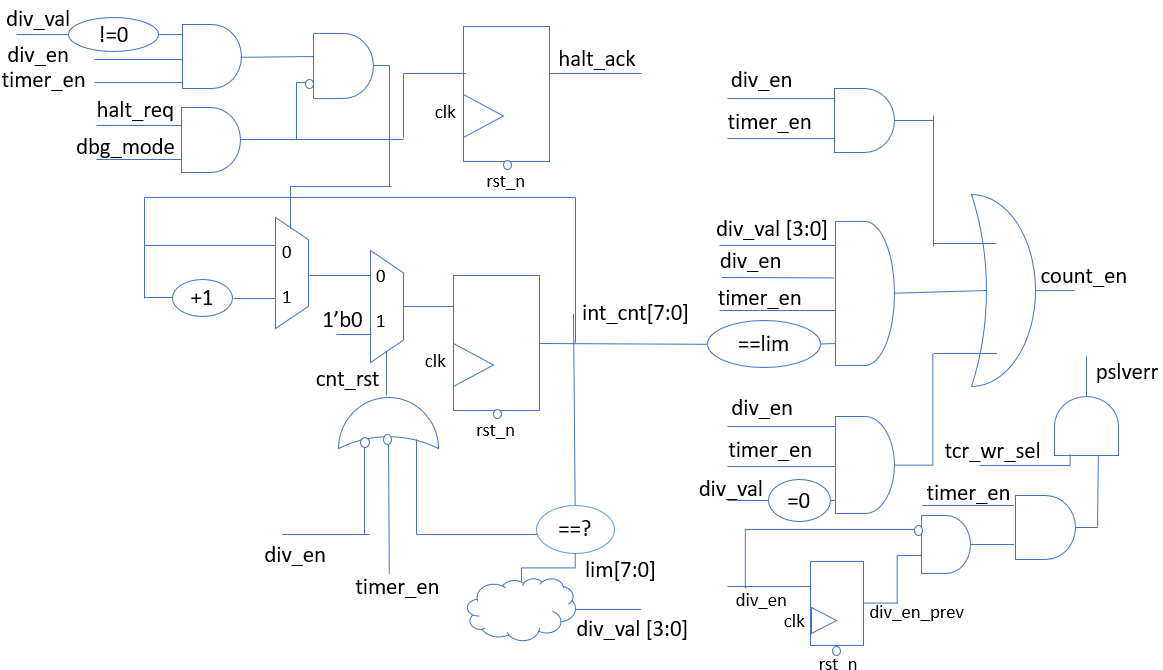 div_val
!=0
div_en
timer_en
halt_req
dbg_mode
halt_ack
clk
rst_n
0
+1
1
0
1’b0
1
cnt_rst
clk
rst_n
int_cnt[7:0]
div_en
timer_en
==?
lim[7:0]
div_val [3:0]
div_en
timer_en
div_val [3:0]
div_en
timer_en
==lim
count_en
div_en
timer_en
div_val
=0
pslverr
tcr_wr_sel
timer_en
div_en
clk
div_en_prev
rst_n